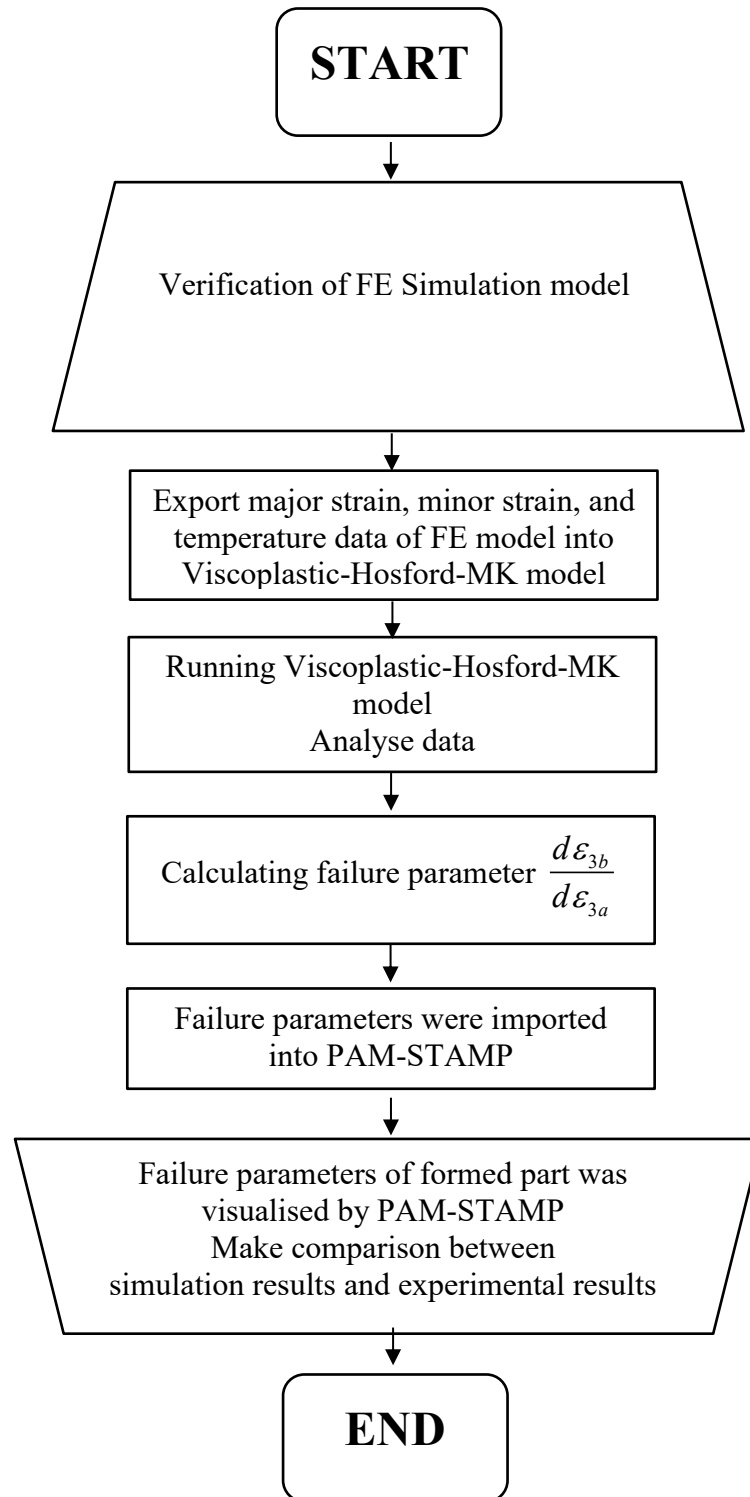 START
Verification of FE Simulation model
Export major strain, minor strain, and
temperature data of FE model into
Viscoplastic-Hosford-MK model
Running Viscoplastic-Hosford-MK
model
Analyse data
Calculating failure parameter dε₃b/dε₃a
Failure parameters were imported
into PAM-STAMP
Failure parameters of formed part was
visualised by PAM-STAMP
Make comparison between
simulation results and experimental results
END